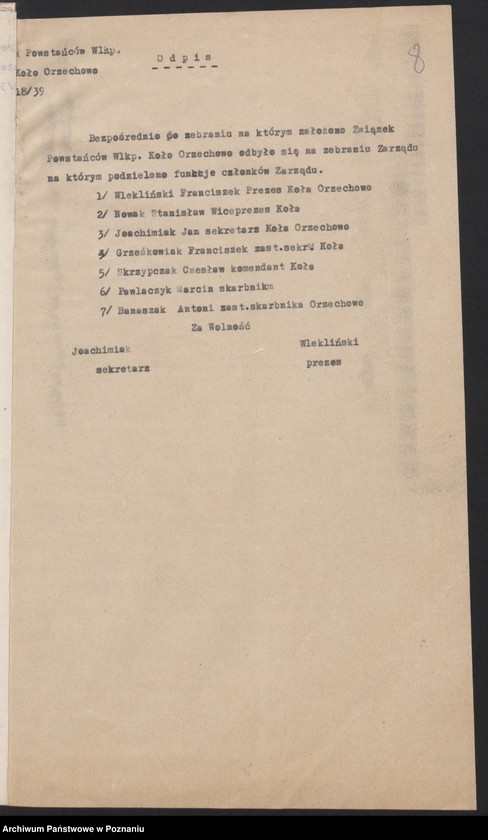 k Powstańców Wlkp.
Koło Orzechowo
18/39
O d p i s
8
Bezpośrednio po zebraniu na którym założono Związek
Powstańców Wlkp. Koło Orzechowo odbyło się na zebraniu Zarządu
na którym podzielono funkcje członków Zarządu.
1/ Wlekliński Franciszek Prezes Koła Orzechowo
2/ Nowak Stanisław Wiceprezes Koła
3/ Joachimiak Jan sekretarz Koła Orzechowo
4/ Grześkowiak Franciszek zast.sekr. Koła
5/ Skrzypczak Czesław komendant Koła
6/ Pawlaczyk Marcin skarbnik
7/ Banaszak Antoni zast.skarbnika Orzechowo
Za Wolność
Joachimiak Wlekliński
sekretarz prezes
Archiwum Państwowe w Poznaniu